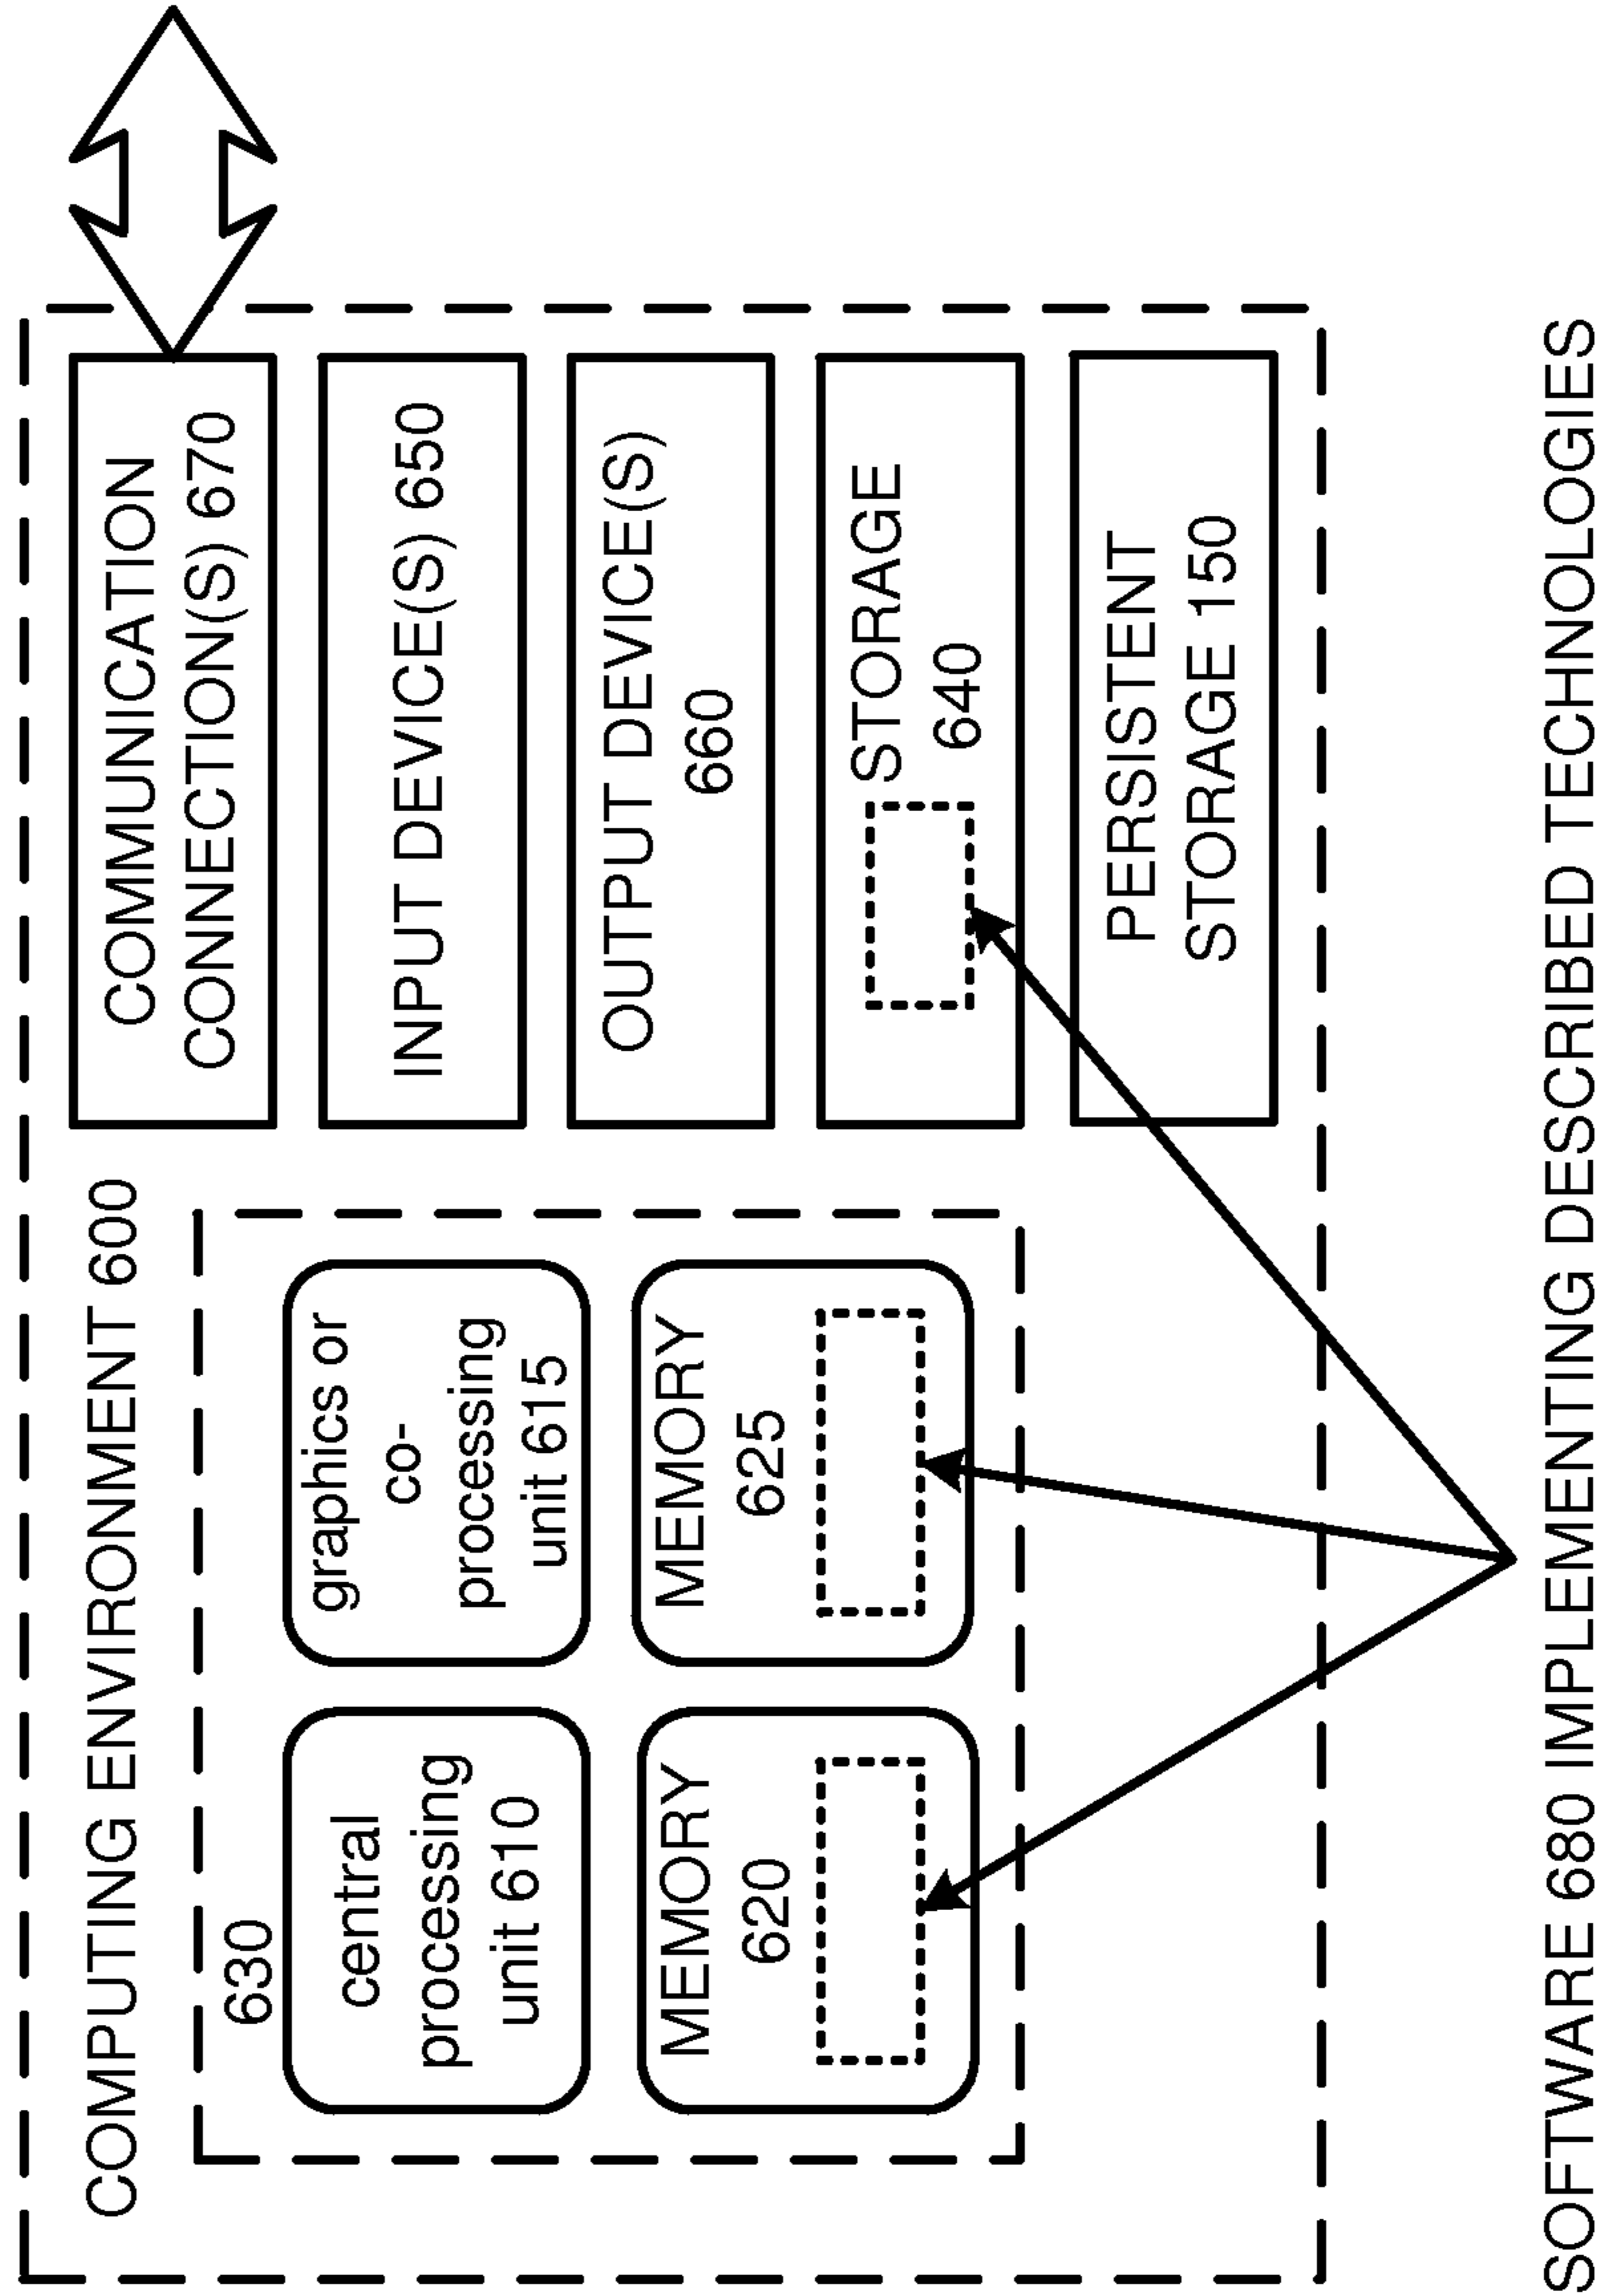 COMPUTING ENVIRONMENT 600
630
central
processing
unit 610
graphics or
co-
processing
unit 615
MEMORY
620
MEMORY
625
COMMUNICATION
CONNECTION(S) 670
INPUT DEVICE(S) 650
OUTPUT DEVICE(S)
660
STORAGE
640
PERSISTENT
STORAGE 150
SOFTWARE 680 IMPLEMENTING DESCRIBED TECHNOLOGIES